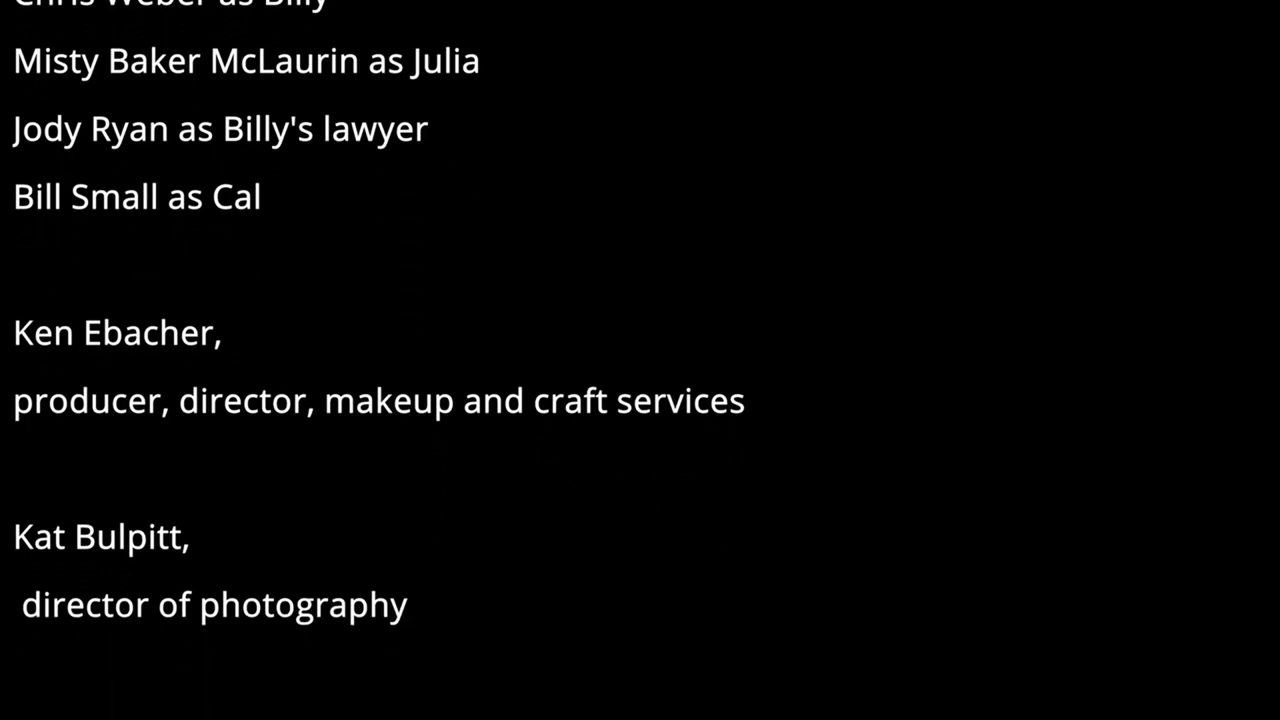 Chris Weber as Billy
Misty Baker McLaurin as Julia
Jody Ryan as Billy's lawyer
Bill Small as Cal
Ken Ebacher,
producer, director, makeup and craft services
Kat Bulpitt,
director of photography